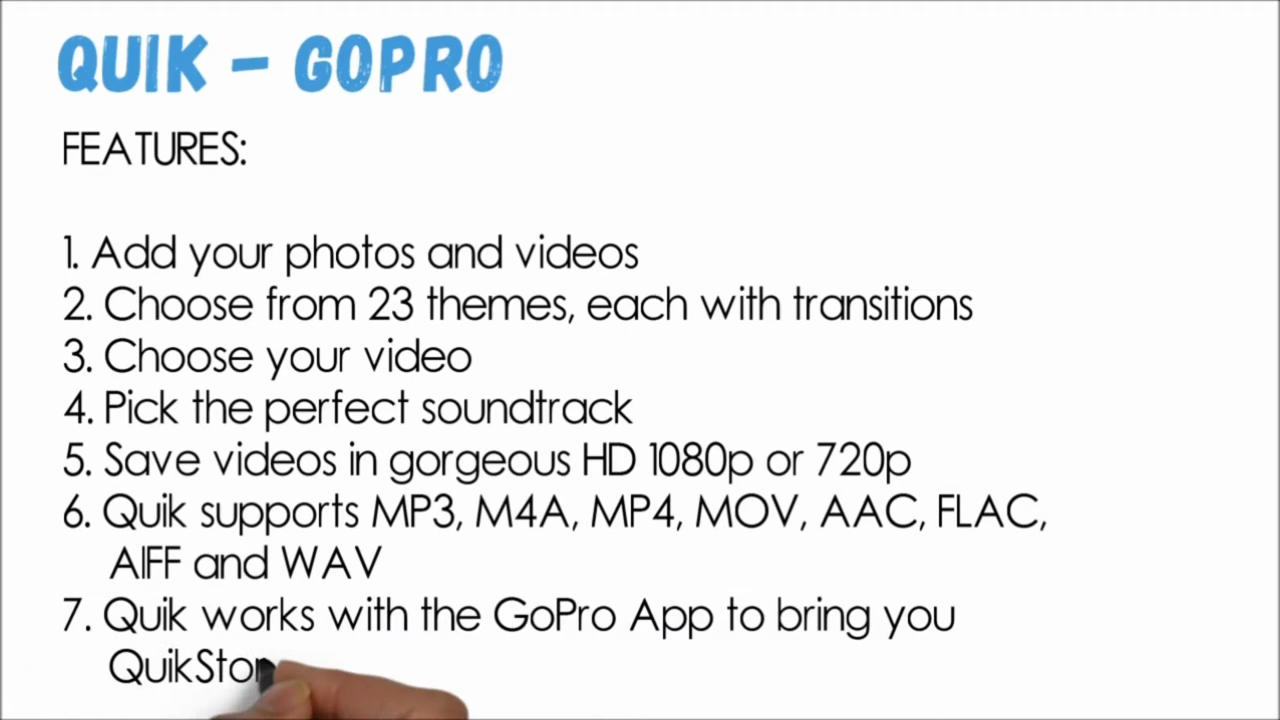 QUIK - GOPRO
FEATURES:
1. Add your photos and videos
2. Choose from 23 themes, each with transitions
3. Choose your video
4. Pick the perfect soundtrack
5. Save videos in gorgeous HD 1080p or 720p
6. Quik supports MP3, M4A, MP4, MOV, AAC, FLAC,
AIFF and WAV
7. Quik works with the GoPro App to bring you